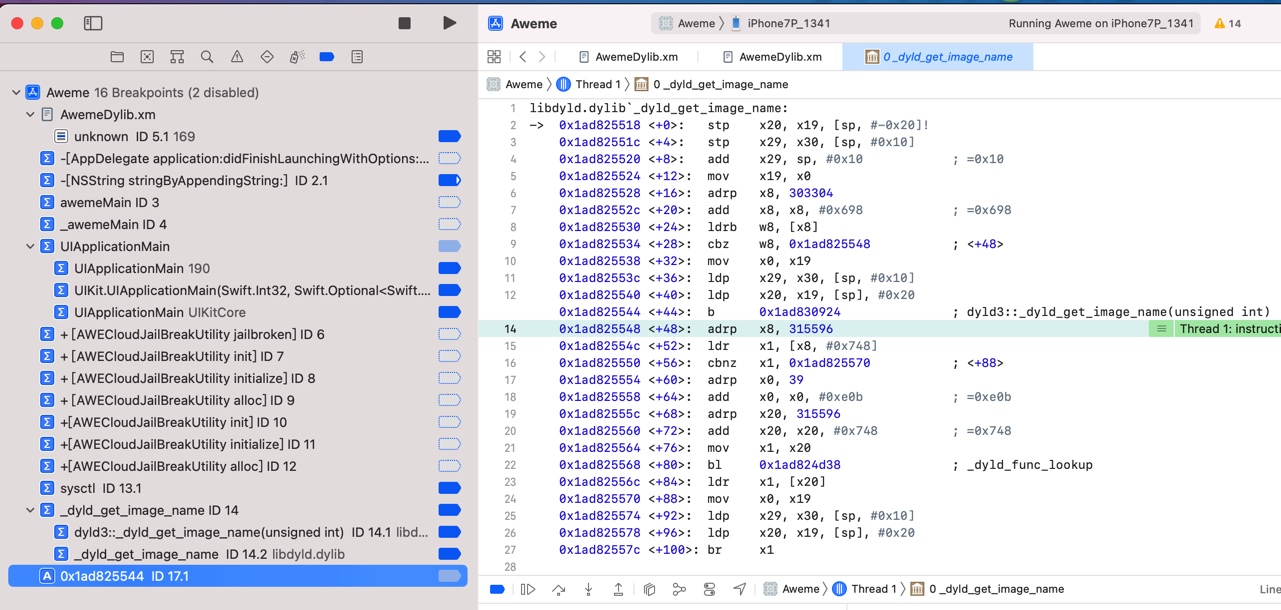 Aweme
Aweme 〉 iPhone7P_1341
Running Aweme on iPhone7P_1341
14
AwemeDylib.xm
AwemeDylib.xm
0 _dyld_get_image_name
Aweme 〉 Thread 1 〉 0 _dyld_get_image_name
Aweme 16 Breakpoints (2 disabled)
AwemeDylib.xm
unknown ID 5.1 169
-[AppDelegate application:didFinishLaunchingWithOptions:...
-[NSString stringByAppendingString:] ID 2.1
awemeMain ID 3
_awemeMain ID 4
UIApplicationMain
UIApplicationMain 190
UIKit.UIApplicationMain(Swift.Int32, Swift.Optional<Swift....
UIApplicationMain UIKitCore
+ [AWECloudJailBreakUtility jailbroken] ID 6
+ [AWECloudJailBreakUtility init] ID 7
+ [AWECloudJailBreakUtility initialize] ID 8
+ [AWECloudJailBreakUtility alloc] ID 9
+[AWECloudJailBreakUtility init] ID 10
+[AWECloudJailBreakUtility initialize] ID 11
+[AWECloudJailBreakUtility alloc] ID 12
sysctl ID 13.1
_dyld_get_image_name ID 14
dyld3::_dyld_get_image_name(unsigned int) ID 14.1 libd...
_dyld_get_image_name ID 14.2 libdyld.dylib
0x1ad825544 ID 17.1
1 libdyld.dylib`_dyld_get_image_name:
2 -> 0x1ad825518 <+0>: stp x20, x19, [sp, #-0x20]!
3 0x1ad82551c <+4>: stp x29, x30, [sp, #0x10]
4 0x1ad825520 <+8>: add x29, sp, #0x10 ; =0x10
5 0x1ad825524 <+12>: mov x19, x0
6 0x1ad825528 <+16>: adrp x8, 303304
7 0x1ad82552c <+20>: add x8, x8, #0x698 ; =0x698
8 0x1ad825530 <+24>: ldrb w8, [x8]
9 0x1ad825534 <+28>: cbz w8, 0x1ad825548 ; <+48>
10 0x1ad825538 <+32>: mov x0, x19
11 0x1ad82553c <+36>: ldp x29, x30, [sp, #0x10]
12 0x1ad825540 <+40>: ldp x20, x19, [sp], #0x20
0x1ad825544 <+44>: b 0x1ad830924 ; dyld3::_dyld_get_image_name(unsigned int)
14 0x1ad825548 <+48>: adrp x8, 315596 Thread 1: instructi
15 0x1ad82554c <+52>: ldr x1, [x8, #0x748]
16 0x1ad825550 <+56>: cbnz x1, 0x1ad825570 ; <+88>
17 0x1ad825554 <+60>: adrp x0, 39
18 0x1ad825558 <+64>: add x0, x0, #0xe0b ; =0xe0b
19 0x1ad82555c <+68>: adrp x20, 315596
20 0x1ad825560 <+72>: add x20, x20, #0x748 ; =0x748
21 0x1ad825564 <+76>: mov x1, x20
22 0x1ad825568 <+80>: bl 0x1ad824d38 ; _dyld_func_lookup
23 0x1ad82556c <+84>: ldr x1, [x20]
24 0x1ad825570 <+88>: mov x0, x19
25 0x1ad825574 <+92>: ldp x29, x30, [sp, #0x10]
26 0x1ad825578 <+96>: ldp x20, x19, [sp], #0x20
27 0x1ad82557c <+100>: br x1
28
Aweme 〉 Thread 1 〉 0 _dyld_get_image_name
Line